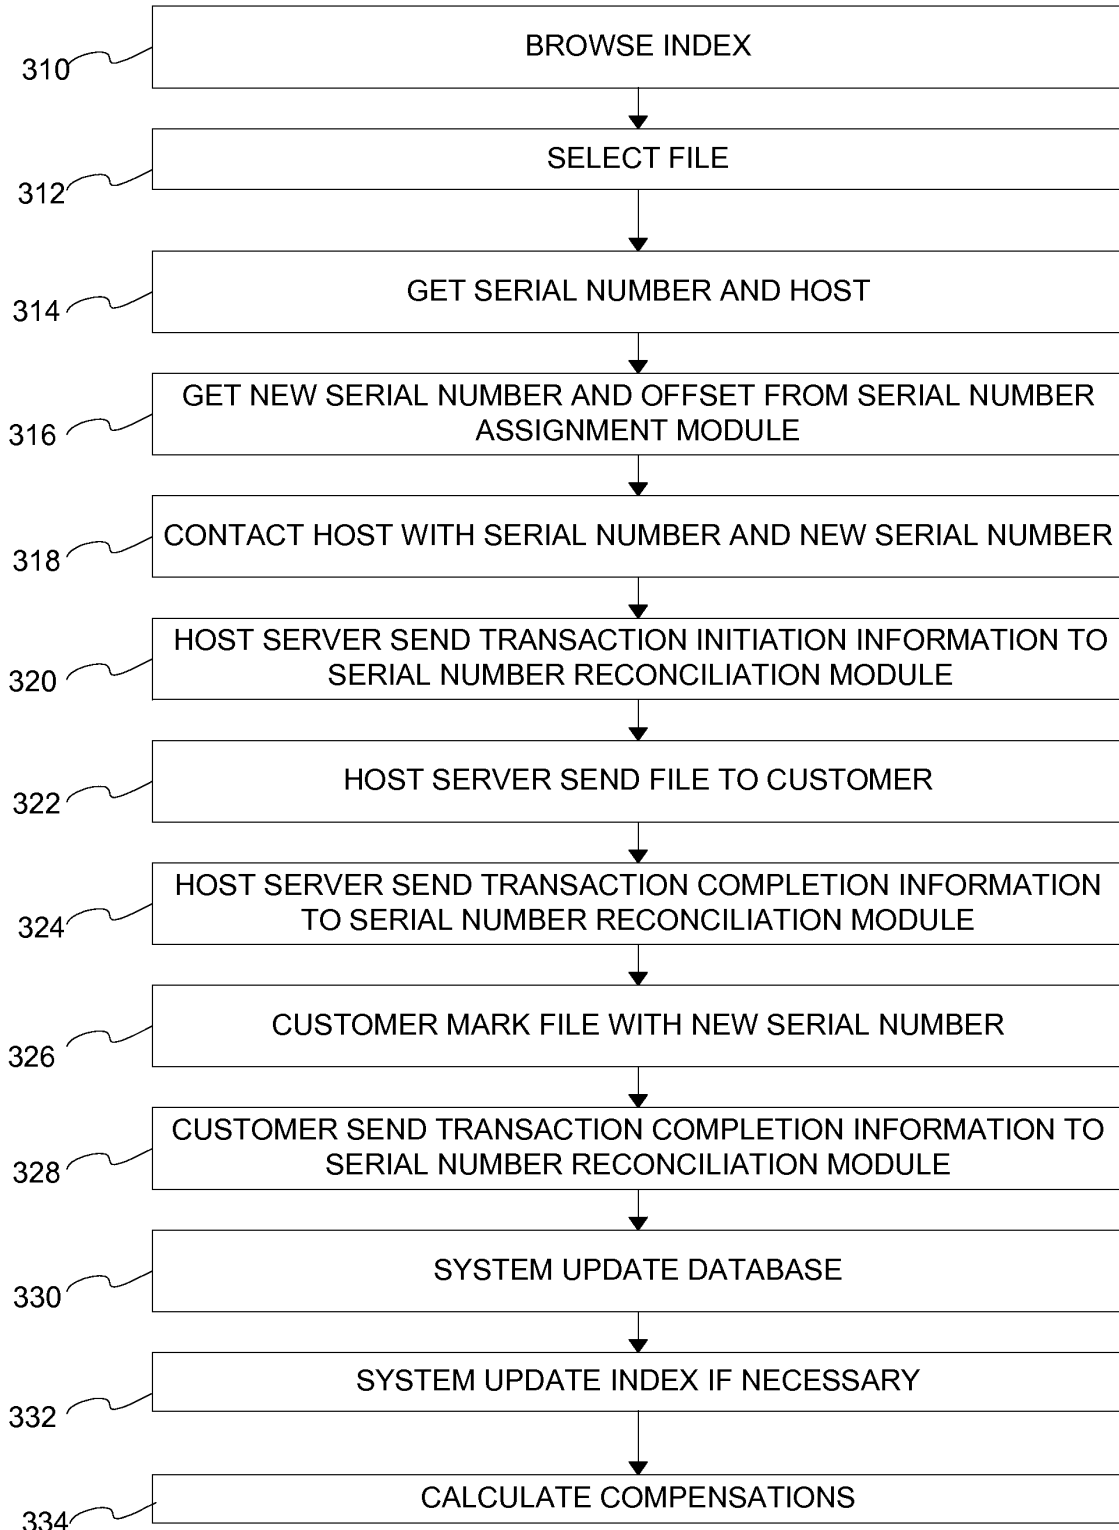 BROWSE INDEX
310
SELECT FILE
312
GET SERIAL NUMBER AND HOST
314
GET NEW SERIAL NUMBER AND OFFSET FROM SERIAL NUMBER
ASSIGNMENT MODULE
316
CONTACT HOST WITH SERIAL NUMBER AND NEW SERIAL NUMBER
318
HOST SERVER SEND TRANSACTION INITIATION INFORMATION TO
SERIAL NUMBER RECONCILIATION MODULE
320
HOST SERVER SEND FILE TO CUSTOMER
322
HOST SERVER SEND TRANSACTION COMPLETION INFORMATION
TO SERIAL NUMBER RECONCILIATION MODULE
324
CUSTOMER MARK FILE WITH NEW SERIAL NUMBER
326
CUSTOMER SEND TRANSACTION COMPLETION INFORMATION TO
SERIAL NUMBER RECONCILIATION MODULE
328
SYSTEM UPDATE DATABASE
330
SYSTEM UPDATE INDEX IF NECESSARY
332
CALCULATE COMPENSATIONS
334